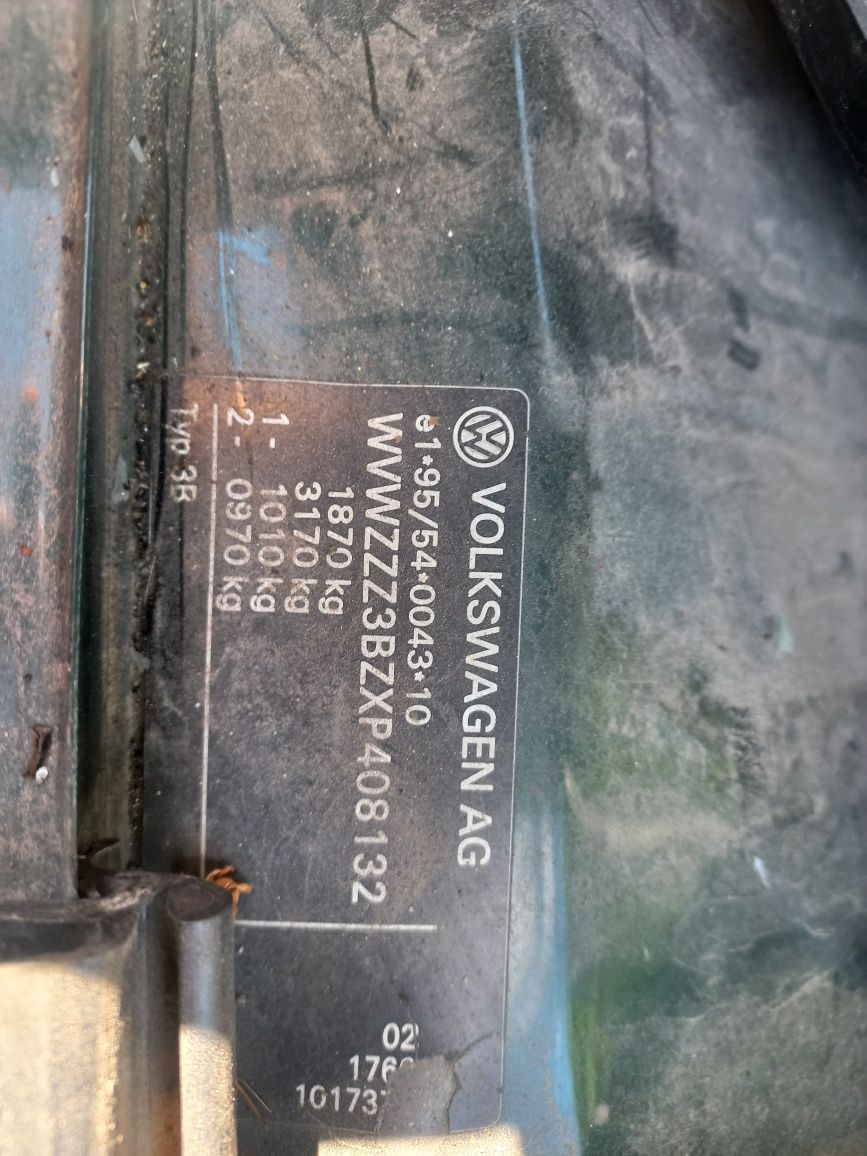 VOLKSWAGEN AG
e1*95/54*0043*10
WVWZZZ3BZXP408132
1870 kg
3170 kg
1- 1010 kg
2- 0970 kg
Typ 3B
02